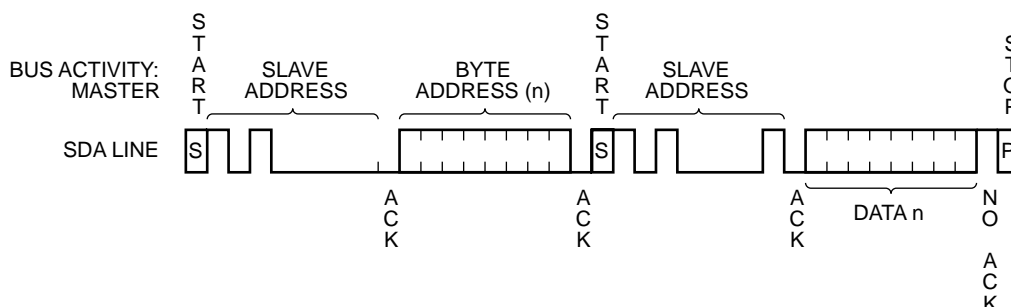 START
START
STOP
BUS ACTIVITY:
MASTER
SLAVE
ADDRESS
BYTE
ADDRESS (n)
SLAVE
ADDRESS
SDA LINE
S
S
P
ACK
ACK
ACK
DATA n
NO ACK